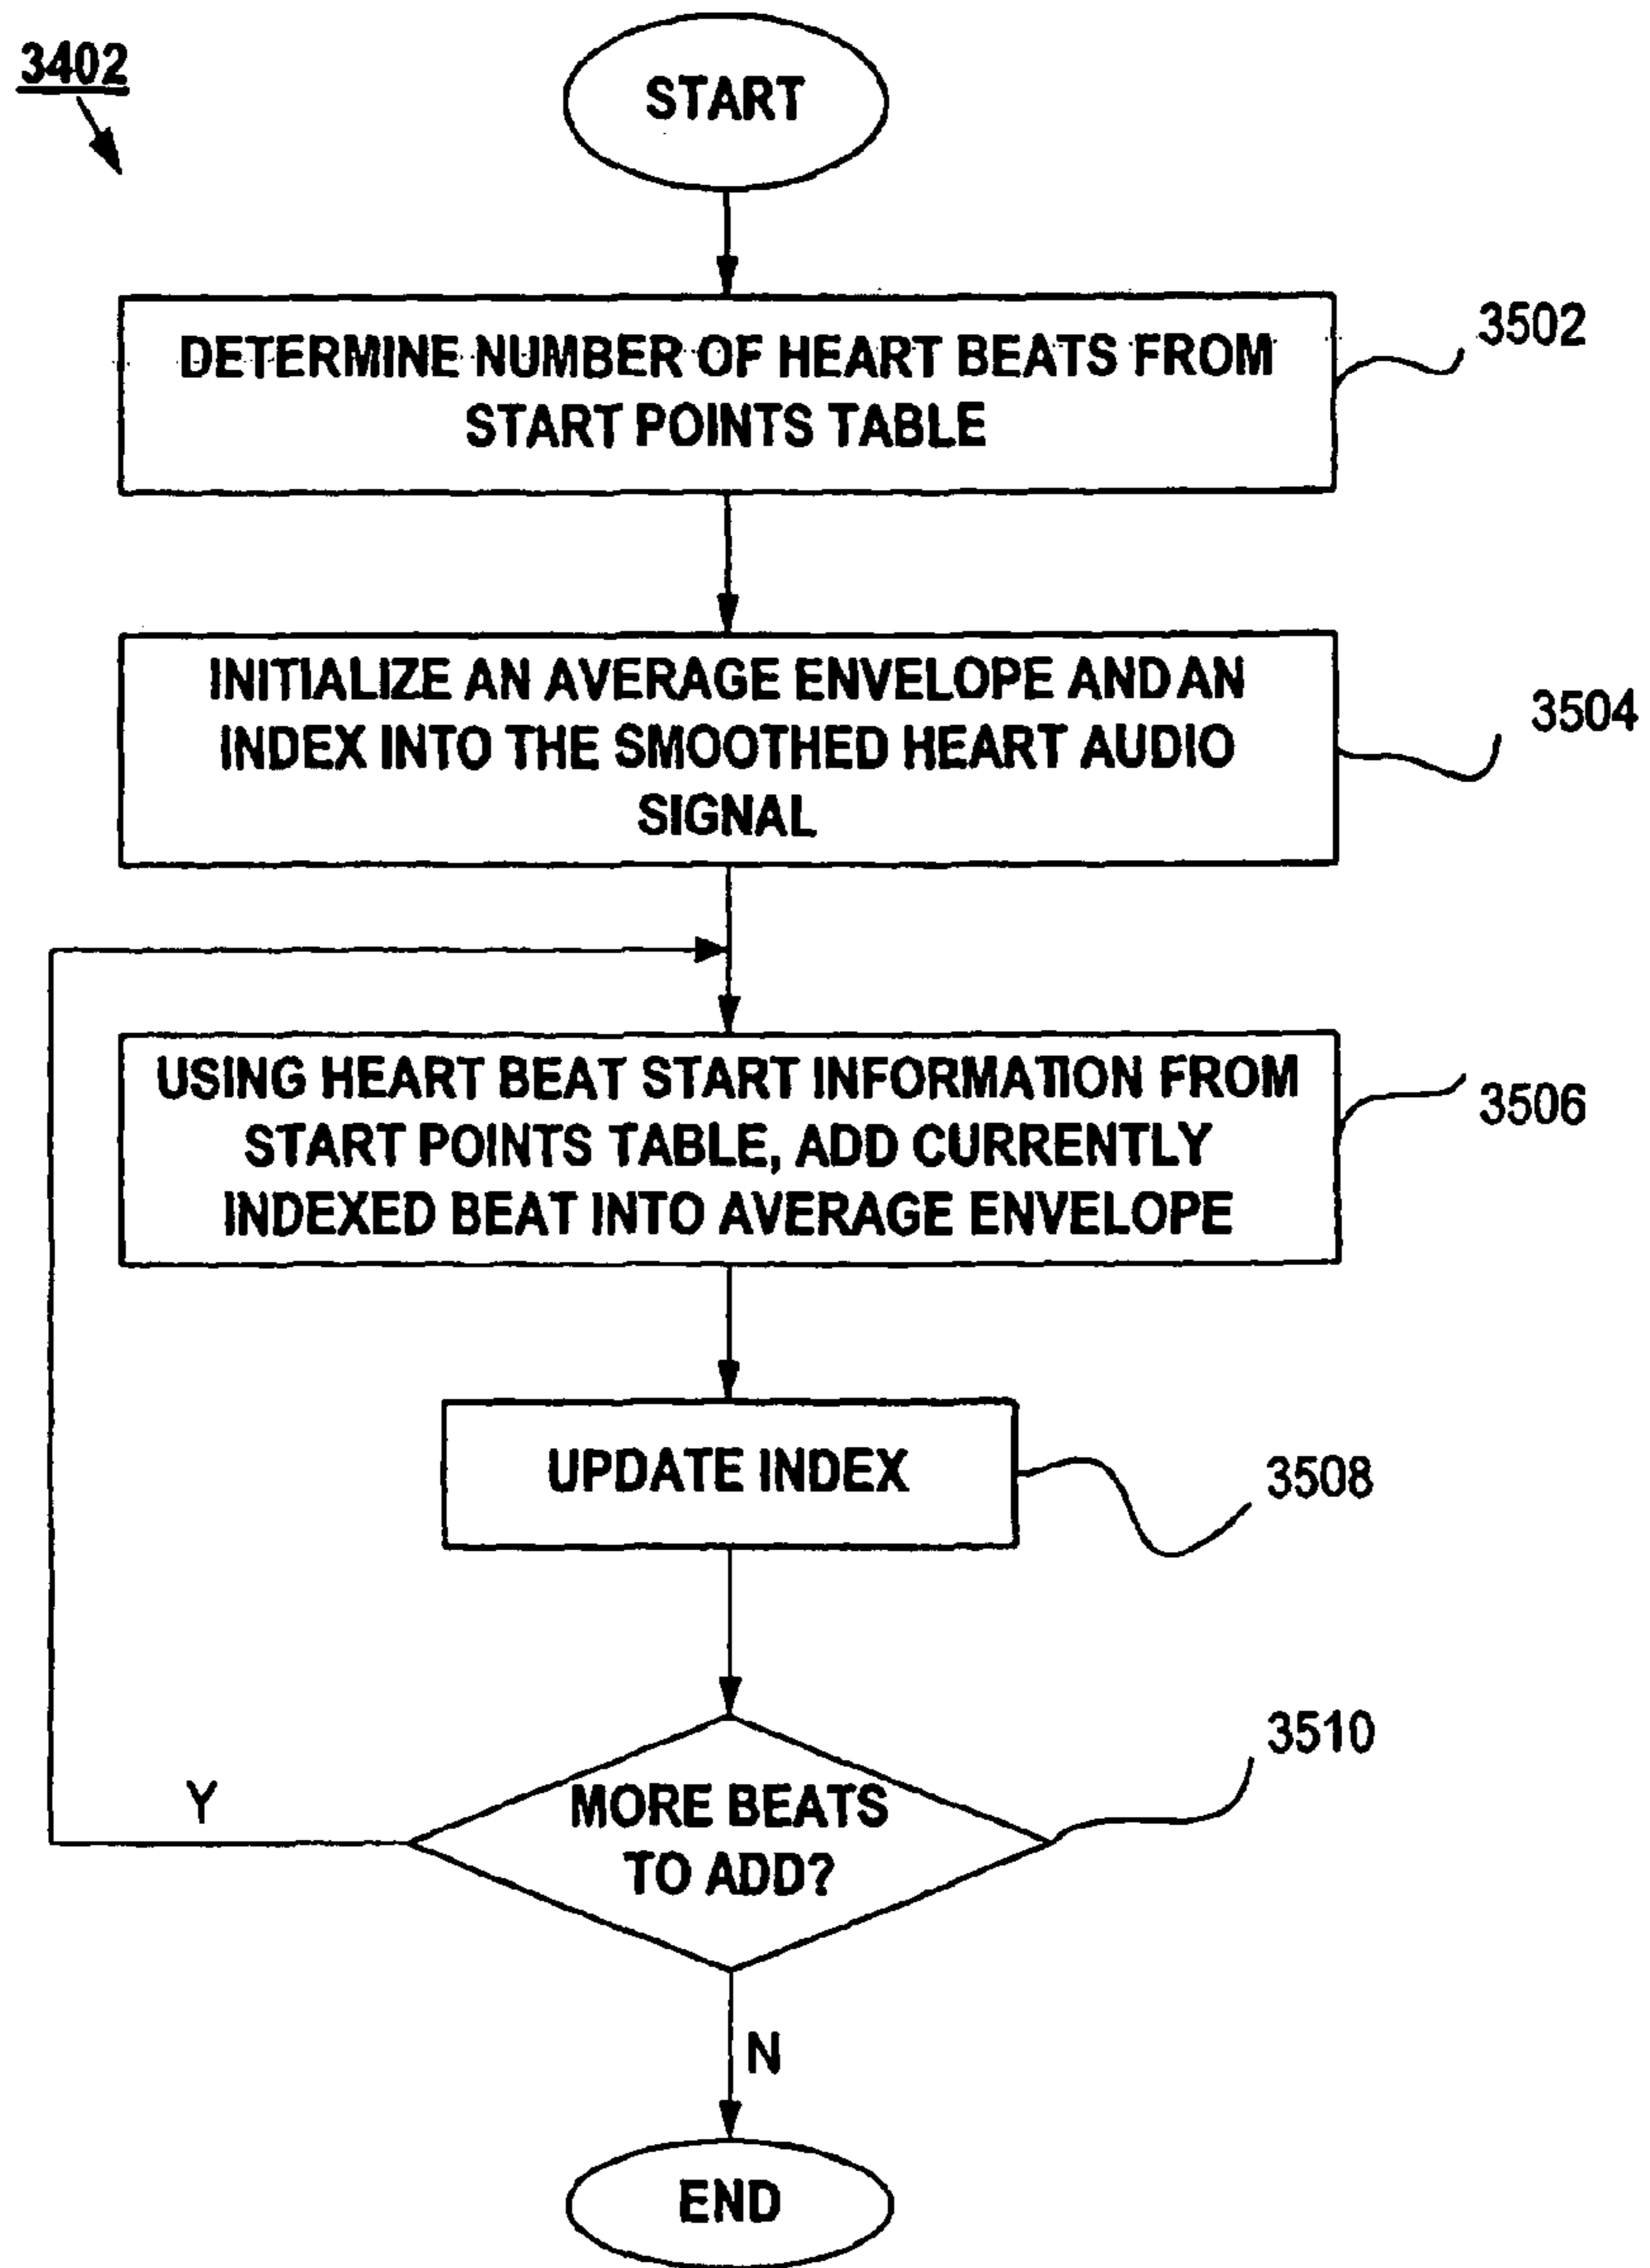 3402
START
DETERMINE NUMBER OF HEART BEATS FROM
START POINTS TABLE
3502
INITIALIZE AN AVERAGE ENVELOPE AND AN
INDEX INTO THE SMOOTHED HEART AUDIO
SIGNAL
3504
USING HEART BEAT START INFORMATION FROM
START POINTS TABLE, ADD CURRENTLY
INDEXED BEAT INTO AVERAGE ENVELOPE
3506
UPDATE INDEX
3508
MORE BEATS
TO ADD?
3510
Y
N
END